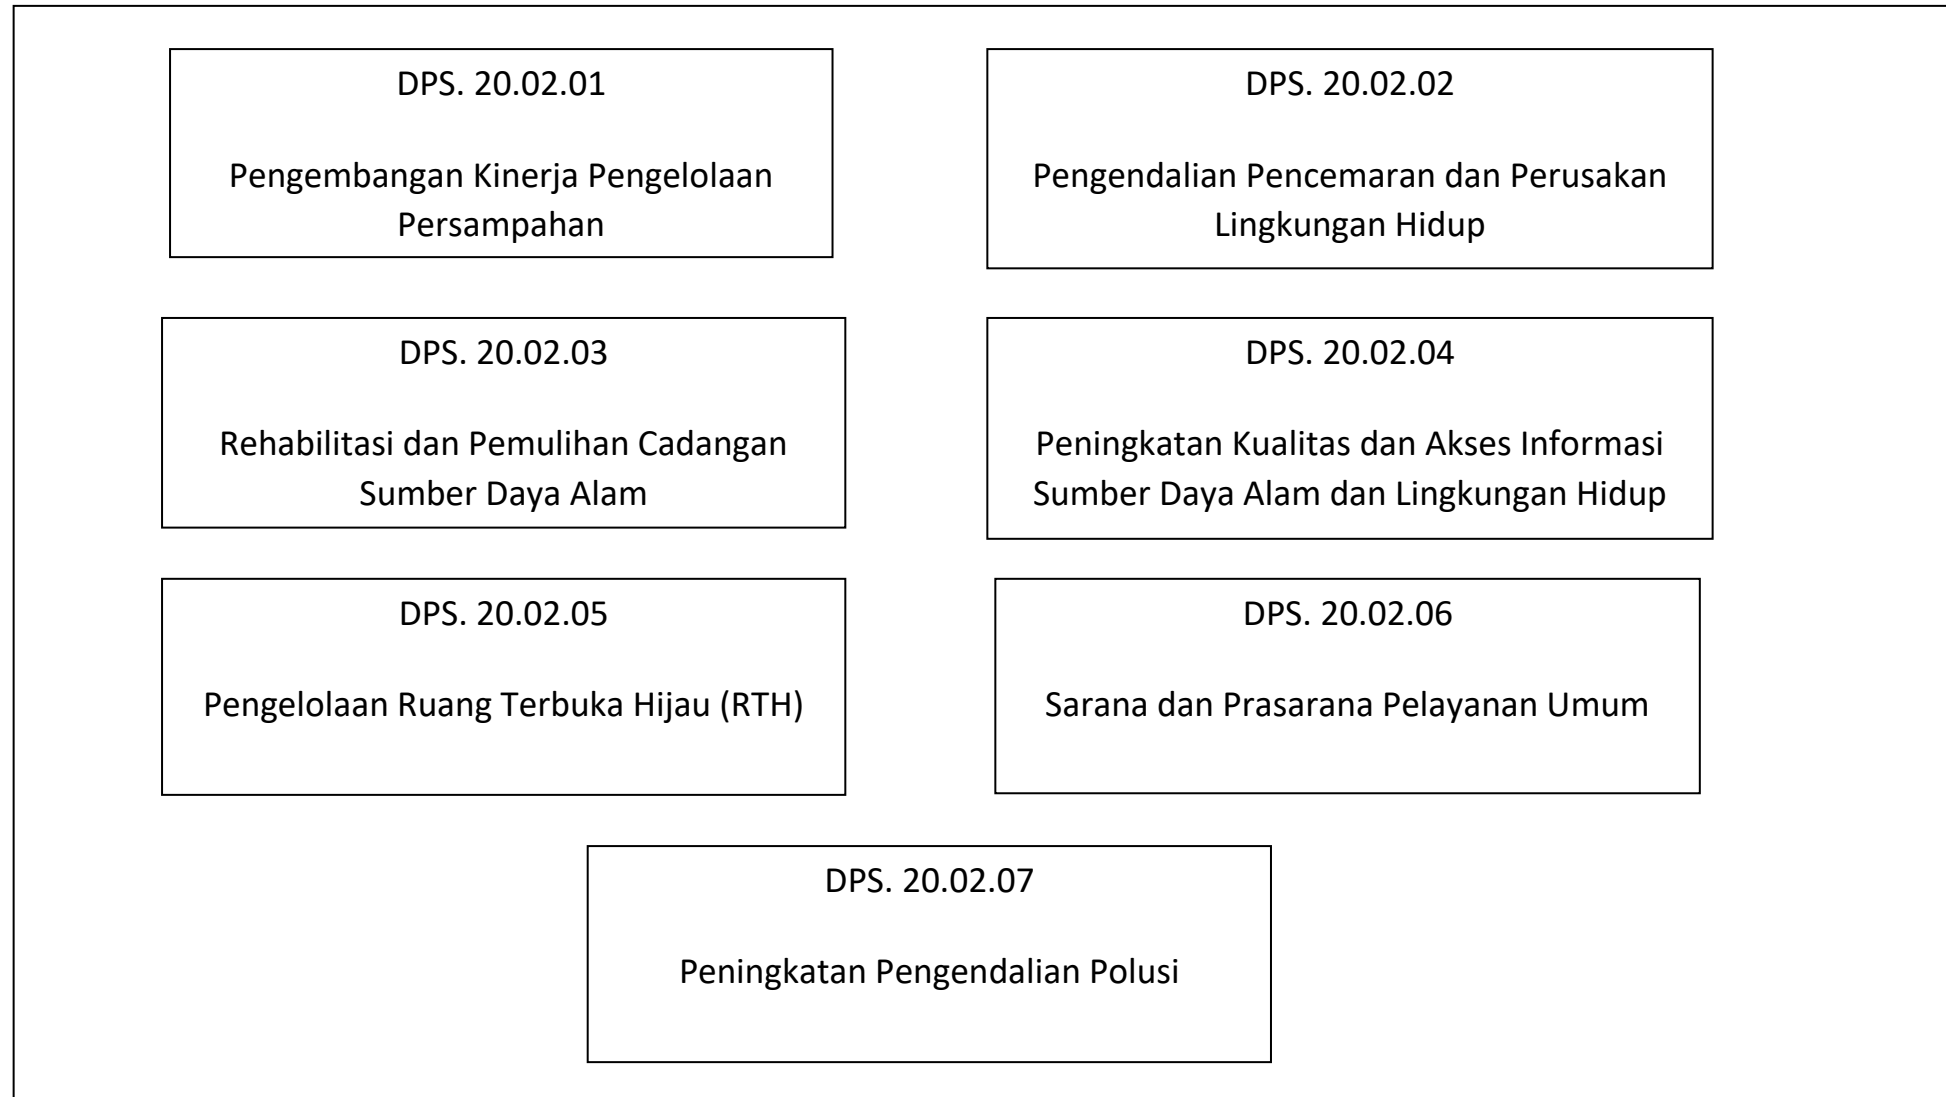 DPS. 20.02.01
Pengembangan Kinerja Pengelolaan
Persampahan
DPS. 20.02.02
Pengendalian Pencemaran dan Perusakan
Lingkungan Hidup
DPS. 20.02.03
Rehabilitasi dan Pemulihan Cadangan
Sumber Daya Alam
DPS. 20.02.04
Peningkatan Kualitas dan Akses Informasi
Sumber Daya Alam dan Lingkungan Hidup
DPS. 20.02.05
Pengelolaan Ruang Terbuka Hijau (RTH)
DPS. 20.02.06
Sarana dan Prasarana Pelayanan Umum
DPS. 20.02.07
Peningkatan Pengendalian Polusi